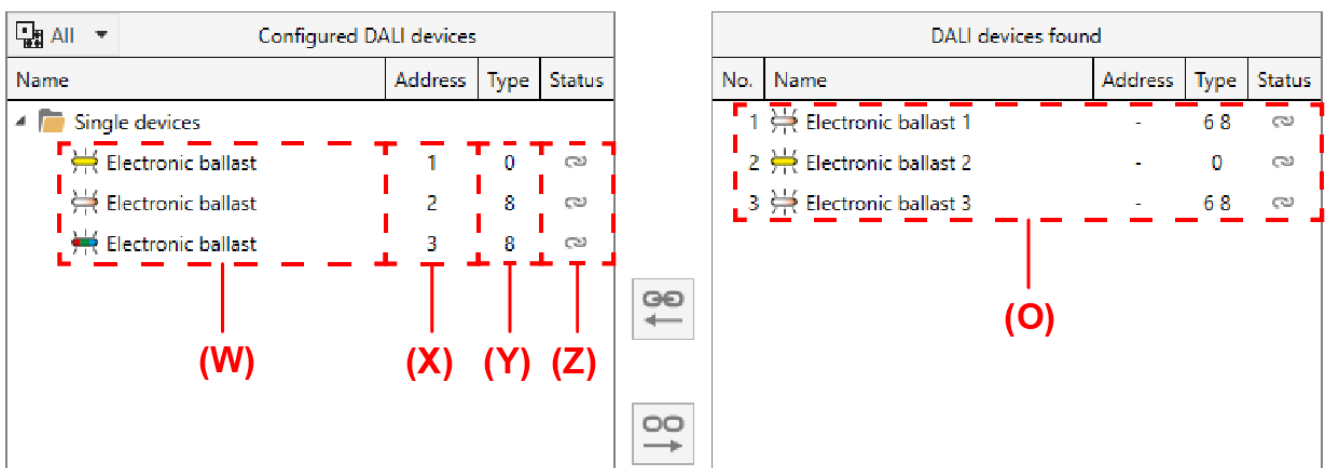 All Configured DALI devices
Name Address Type Status
Single devices
Electronic ballast 1 0
Electronic ballast 2 8
Electronic ballast 3 8
(W) (X) (Y) (Z)
DALI devices found
No. Name Address Type Status
1 Electronic ballast 1 - 6 8
2 Electronic ballast 2 - 0
3 Electronic ballast 3 - 6 8
(O)